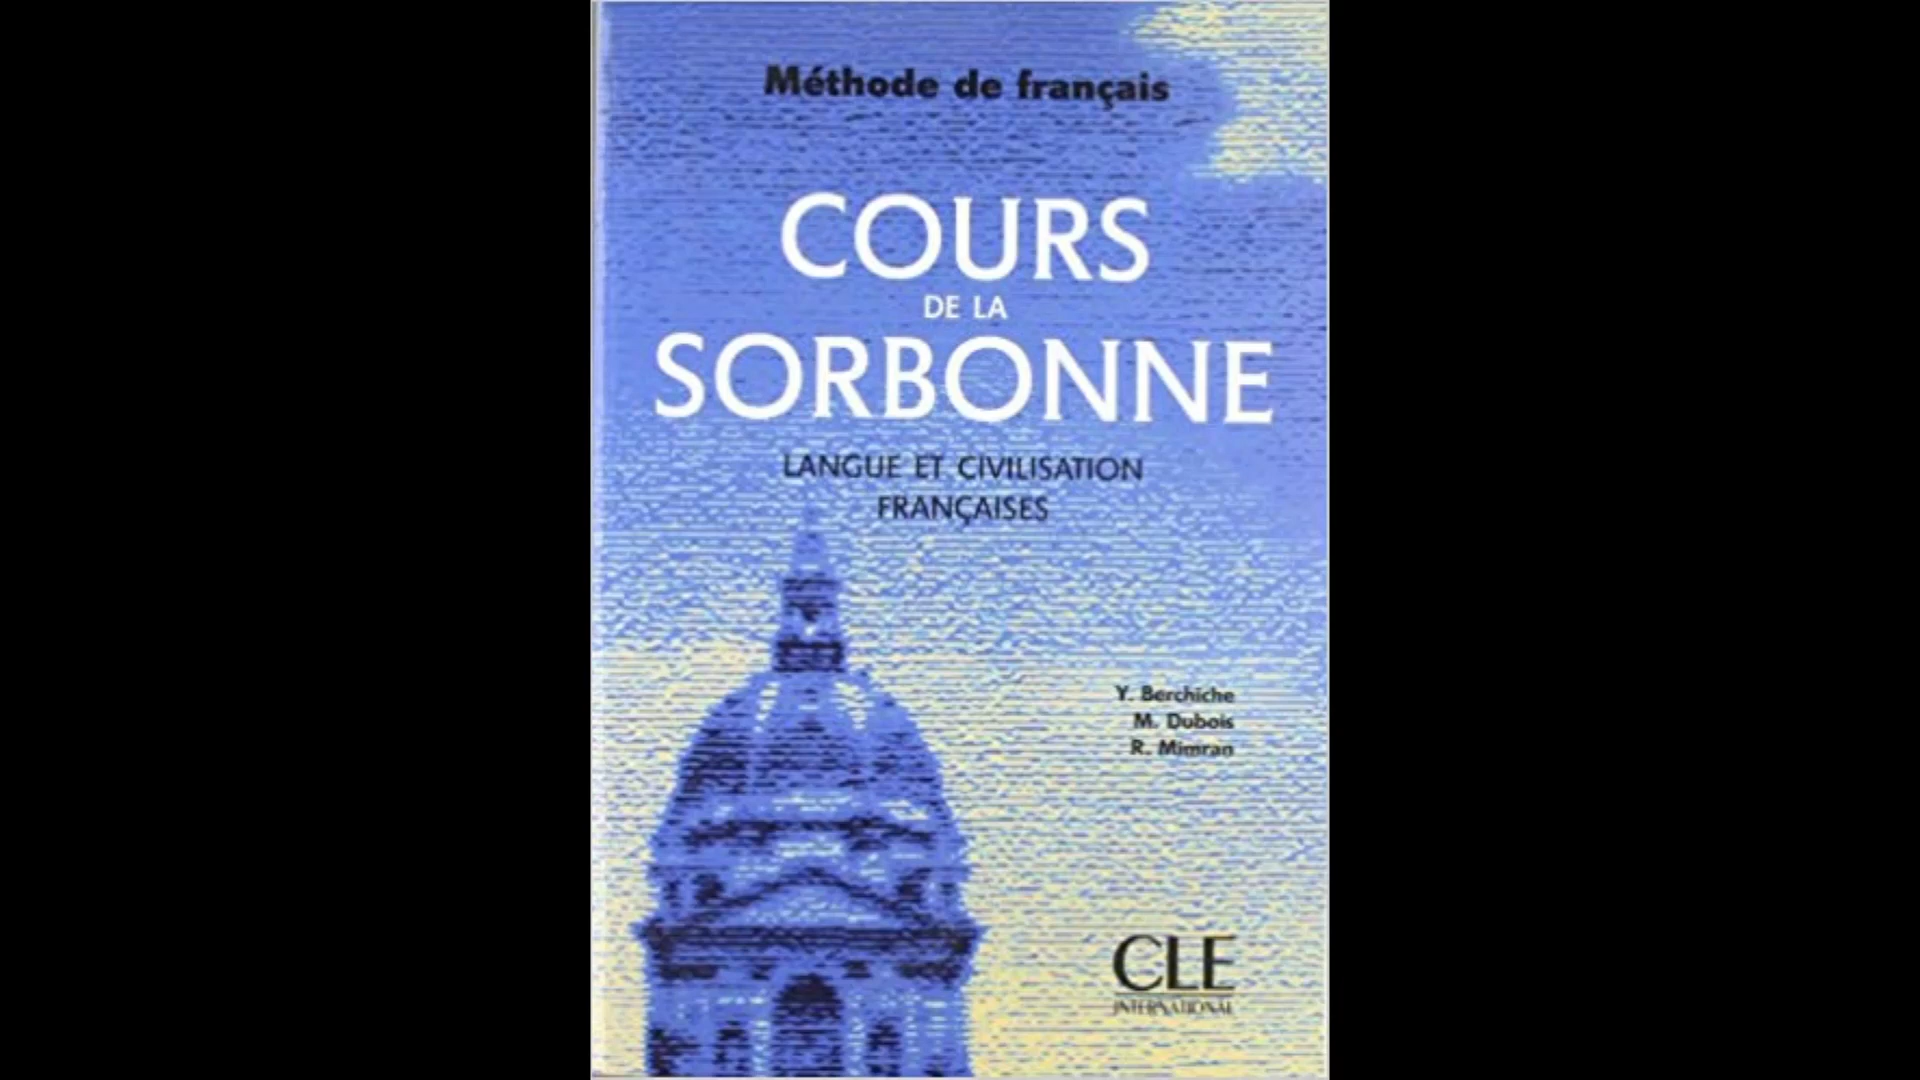 Méthode de français
COURS
DE LA
SORBONNE
LANGUE ET CIVILISATION
FRANÇAISES
Y. Berchiche
M. Dubois
R. Mimran
CLE
INTERNATIONAL